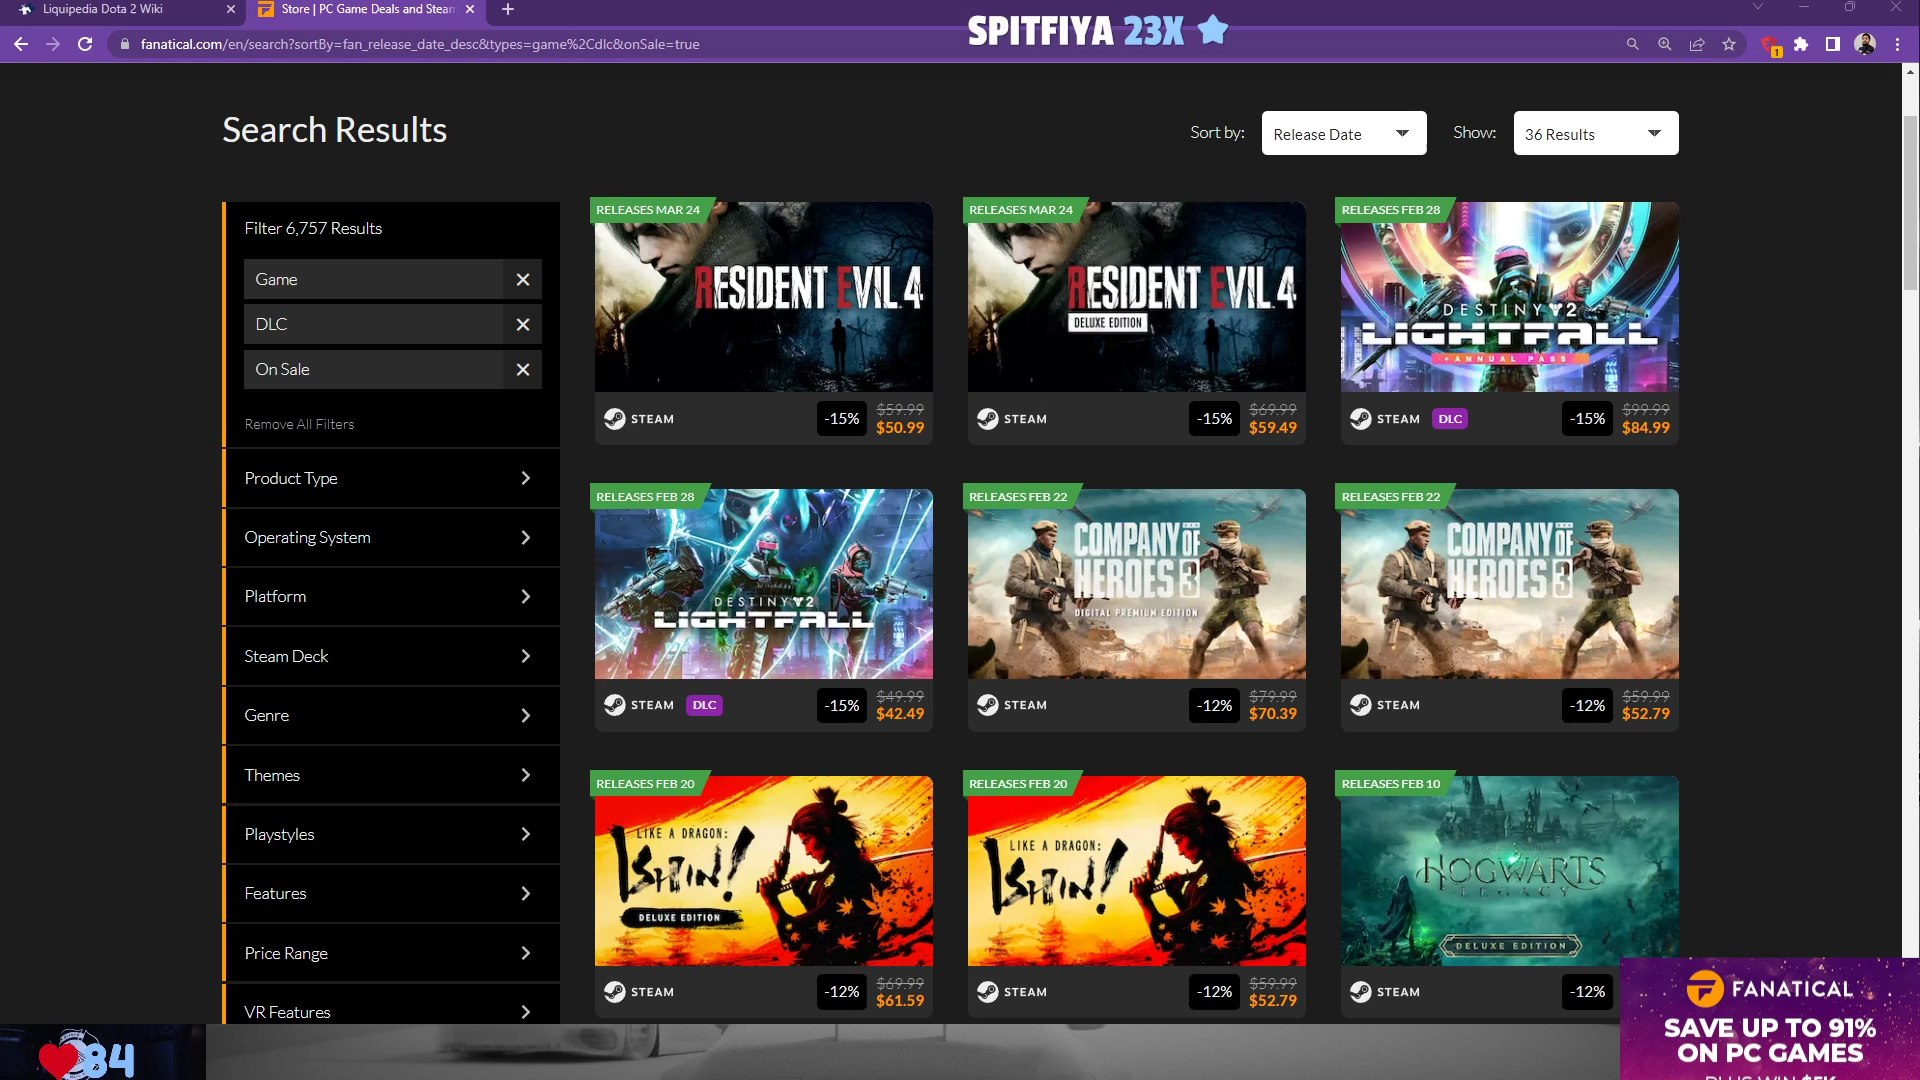 Liquipedia Dota 2 Wiki
Store | PC Game Deals and Steam
SPITFIYA 23X
fanatical.com/en/search?sortBy=fan_release_date_desc&types=game%2Cdlc&onSale=true
1
Search Results
Sort by:
Release Date
Show:
36 Results
Filter 6,757 Results
Game
DLC
On Sale
Remove All Filters
Product Type
Operating System
Platform
Steam Deck
Genre
Themes
Playstyles
Features
Price Range
VR Features
RELEASES MAR 24
RESIDENT EVIL 4
STEAM
-15%
$59.99
$50.99
RELEASES MAR 24
RESIDENT EVIL 4
DELUXE EDITION
STEAM
-15%
$69.99
$59.49
RELEASES FEB 28
DESTINY 2
LIGHTFALL
+ ANNUAL PASS
STEAM
DLC
-15%
$99.99
$84.99
RELEASES FEB 28
DESTINY 2
LIGHTFALL
STEAM
DLC
-15%
$49.99
$42.49
RELEASES FEB 22
COMPANY OF
HEROES 3
DIGITAL PREMIUM EDITION
STEAM
-12%
$79.99
$70.39
RELEASES FEB 22
COMPANY OF
HEROES 3
STEAM
-12%
$59.99
$52.79
RELEASES FEB 20
LIKE A DRAGON:
ISHIN!
DELUXE EDITION
STEAM
-12%
$69.99
$61.59
RELEASES FEB 20
LIKE A DRAGON:
ISHIN!
STEAM
-12%
$59.99
$52.79
RELEASES FEB 10
HOGWARTS
LEGACY
DELUXE EDITION
STEAM
-12%
84
FANATICAL
SAVE UP TO 91%
ON PC GAMES
PLUS WIN $5K